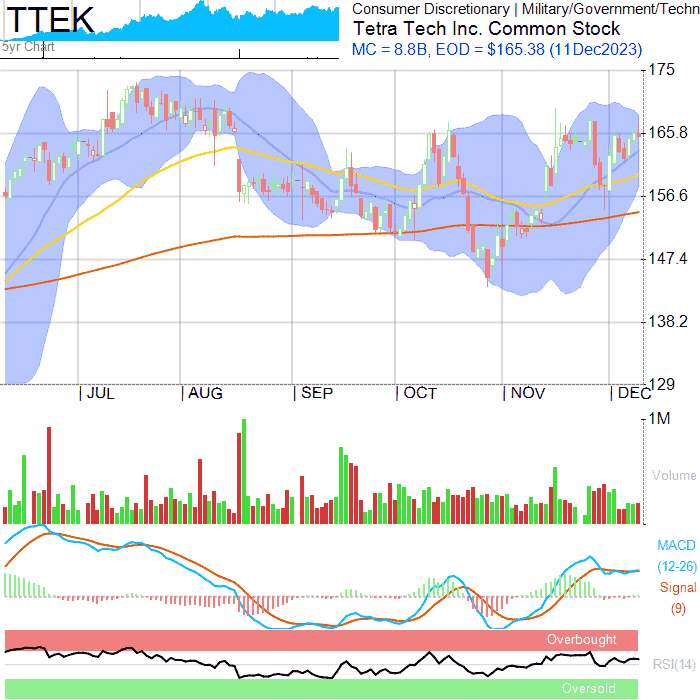 TTEK
5yr Chart
Consumer Discretionary | Military/Government/Techn
Tetra Tech Inc. Common Stock
MC = 8.8B, EOD = $165.38 (11Dec2023)
175
165.8
156.6
147.4
138.2
129
| JUL | AUG | SEP | OCT | NOV | DEC
1M
Volume
MACD
(12-26)
Signal
(9)
Overbought
RSI(14)
Oversold